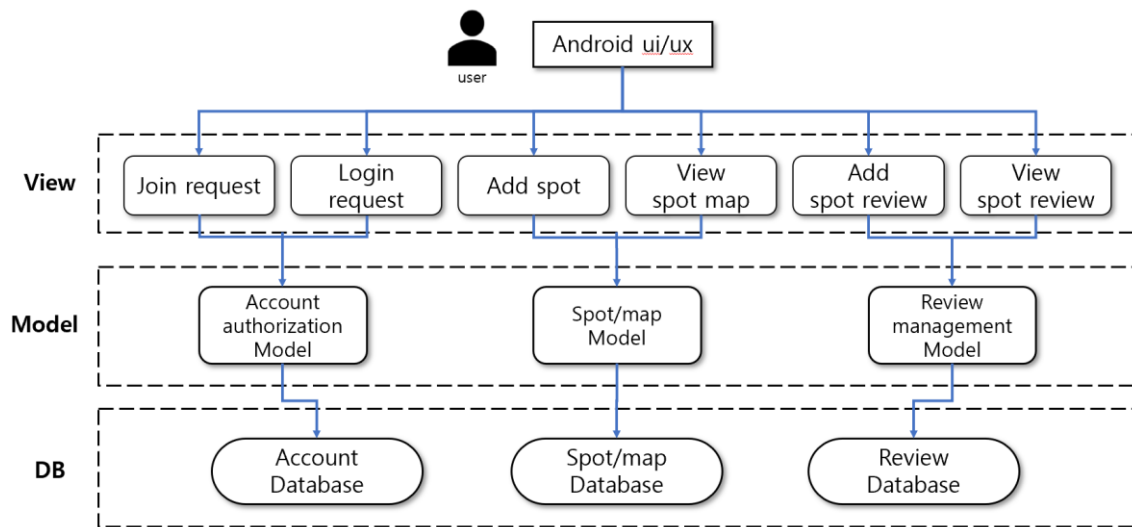 Android ui/ux
user
View
Join request
Login
request
Add spot
View
spot map
Add
spot review
View
spot review
Model
Account
authorization
Model
Spot/map
Model
Review
management
Model
DB
Account
Database
Spot/map
Database
Review
Database